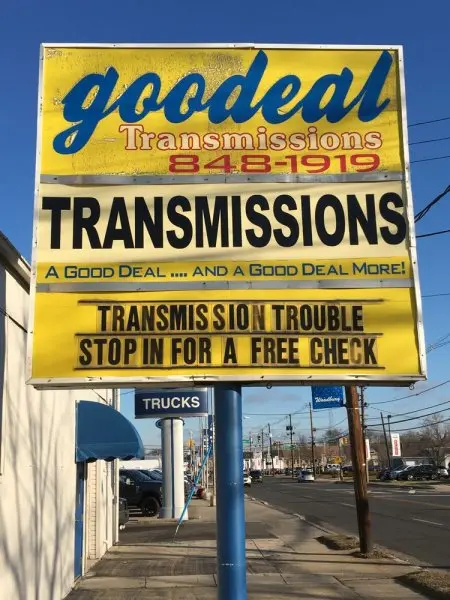 goodeal
Transmissions
848-1919
TRANSMISSIONS
A GOOD DEAL .... AND A GOOD DEAL MORE!
TRANSMISSION TROUBLE
STOP IN FOR A FREE CHECK
TRUCKS
Woodbury